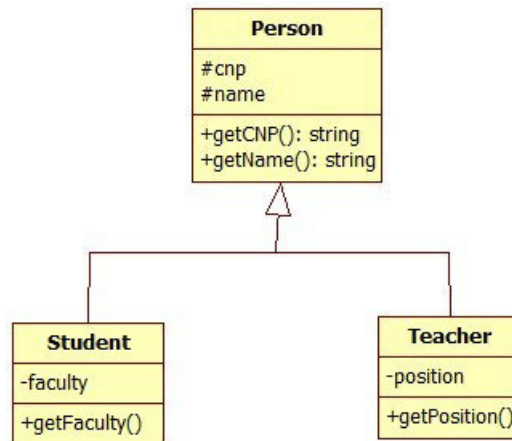 Person
#cnp
#name
+getCNP(): string
+getName(): string
Student
-faculty
+getFaculty()
Teacher
-position
+getPosition()